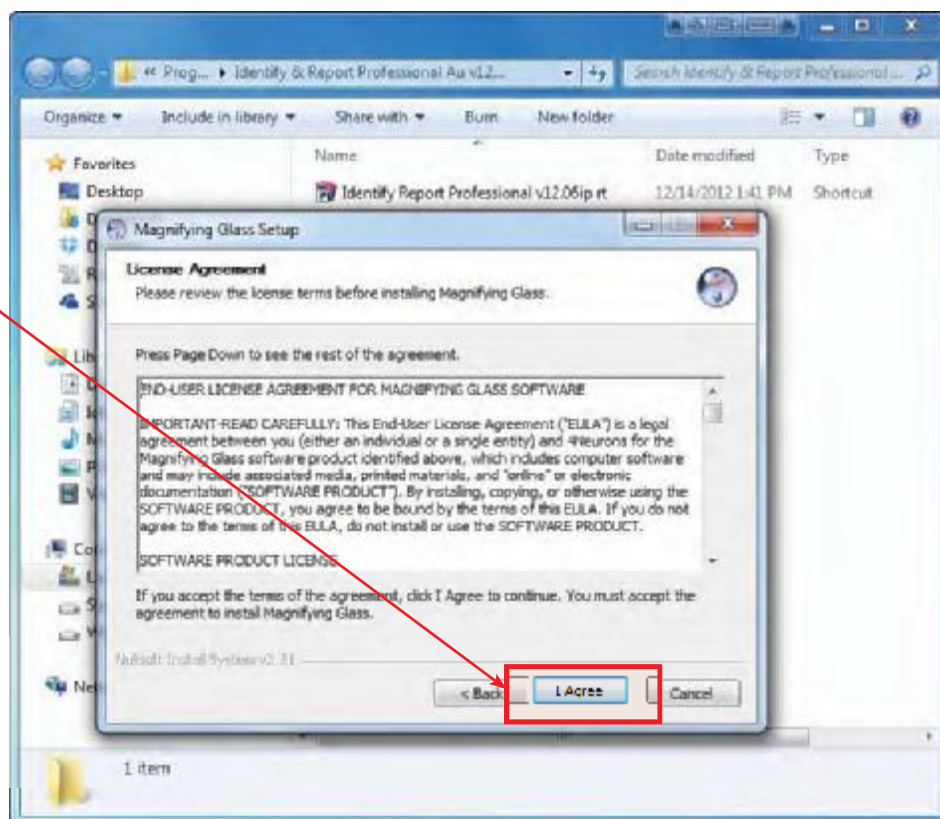 « Prog... ▸ Identify & Report Professional Au v12...
Search Identify & Report Professional ...
Organize
Include in library
Share with
Burn
New folder
Name
Date modified
Type
Favorites
Desktop
Identify Report Professional v12.06ip rt
12/14/2012 1:41 PM
Shortcut
Magnifying Glass Setup
License Agreement
Please review the license terms before installing Magnifying Glass.
Press Page Down to see the rest of the agreement.
END-USER LICENSE AGREEMENT FOR MAGNIFYING GLASS SOFTWARE
IMPORTANT-READ CAREFULLY: This End-User License Agreement ("EULA") is a legal
agreement between you (either an individual or a single entity) and 4Neurons for the
Magnifying Glass software product identified above, which includes computer software
and may include associated media, printed materials, and "online" or electronic
documentation ("SOFTWARE PRODUCT"). By installing, copying, or otherwise using the
SOFTWARE PRODUCT, you agree to be bound by the terms of this EULA. If you do not
agree to the terms of this EULA, do not install or use the SOFTWARE PRODUCT.
SOFTWARE PRODUCT LICENSE
If you accept the terms of the agreement, click I Agree to continue. You must accept the
agreement to install Magnifying Glass.
Nullsoft Install System v2.31
< Back
I Agree
Cancel
Lib
Co
Net
1 item